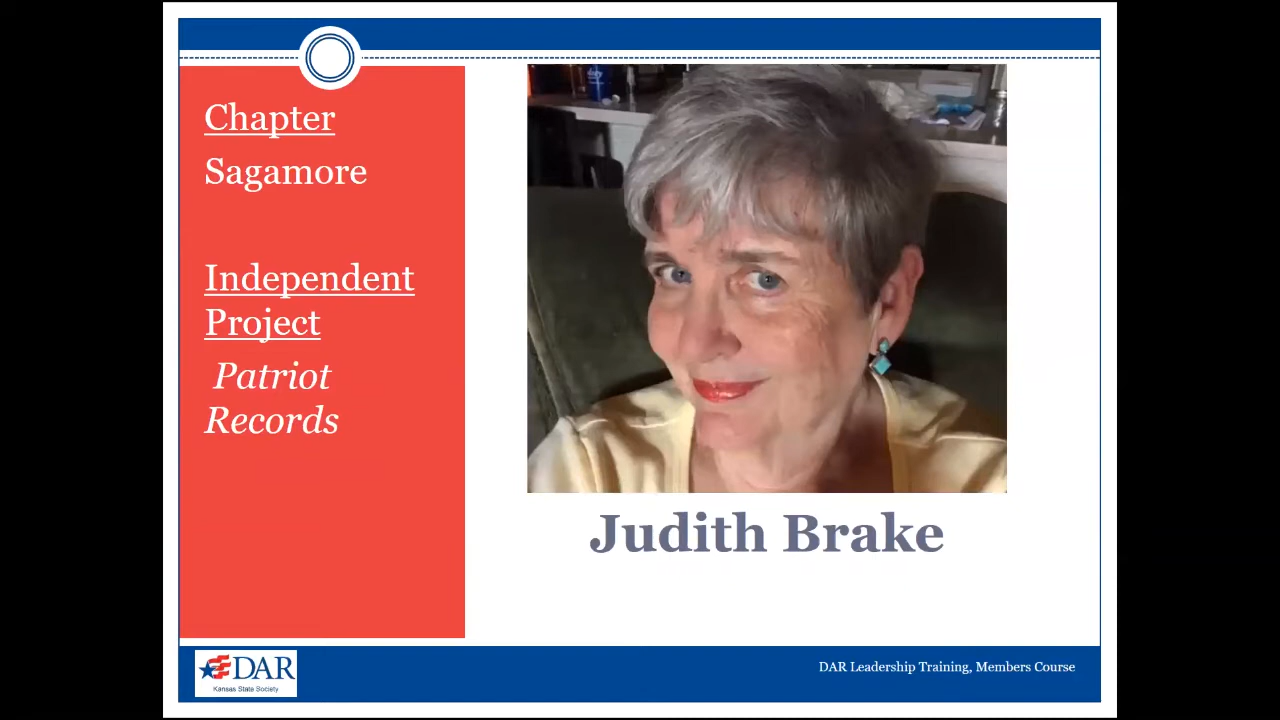 Chapter
Sagamore
Independent
Project
Patriot
Records
Judith Brake
DAR
Kansas State Society
DAR Leadership Training, Members Course